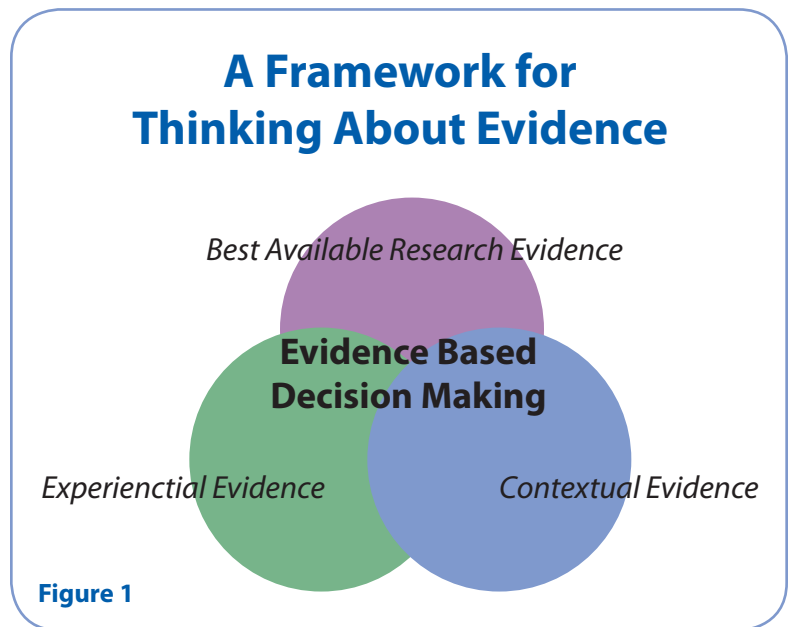 A Framework for
Thinking About Evidence
Best Available Research Evidence
Evidence Based
Decision Making
Experienctial Evidence
Contextual Evidence
Figure 1